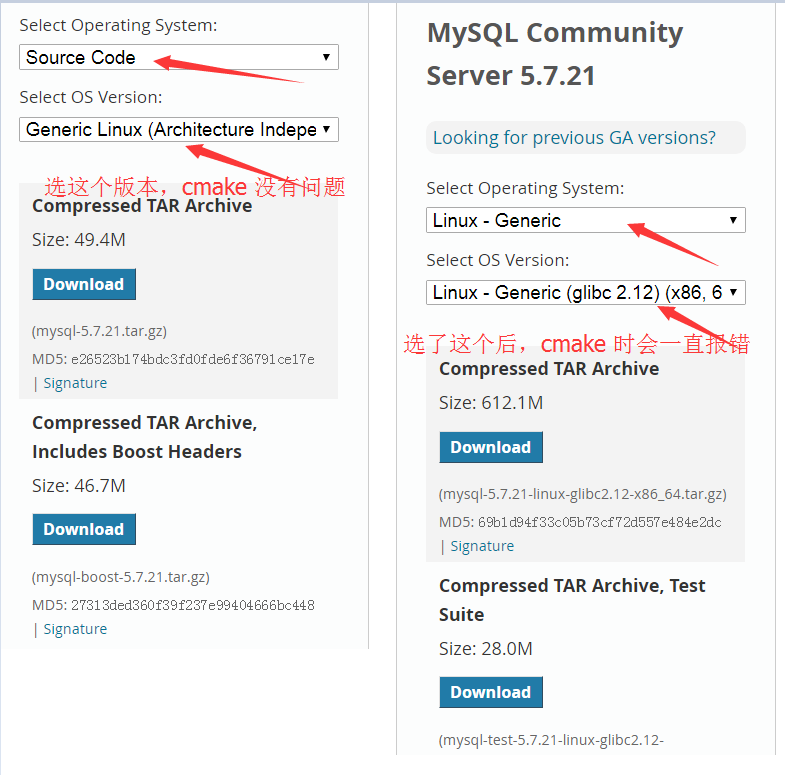 Select Operating System:
Source Code
Select OS Version:
Generic Linux (Architecture Indepe
选这个版本，cmake 没有问题
Compressed TAR Archive
Size: 49.4M
Download
(mysql-5.7.21.tar.gz)
MD5: e26523b174bdc3fd0fde6f36791ce17e
| Signature
Compressed TAR Archive,
Includes Boost Headers
Size: 46.7M
Download
(mysql-boost-5.7.21.tar.gz)
MD5: 27313ded360f39f237e99404666bc448
| Signature
MySQL Community
Server 5.7.21
Looking for previous GA versions?
Select Operating System:
Linux - Generic
Select OS Version:
Linux - Generic (glibc 2.12) (x86, 6
选了这个后，cmake 时会一直报错
Compressed TAR Archive
Size: 612.1M
Download
(mysql-5.7.21-linux-glibc2.12-x86_64.tar.gz)
MD5: 69b1d94f33c05b73cf72d557e484e2dc
| Signature
Compressed TAR Archive, Test
Suite
Size: 28.0M
Download
(mysql-test-5.7.21-linux-glibc2.12-